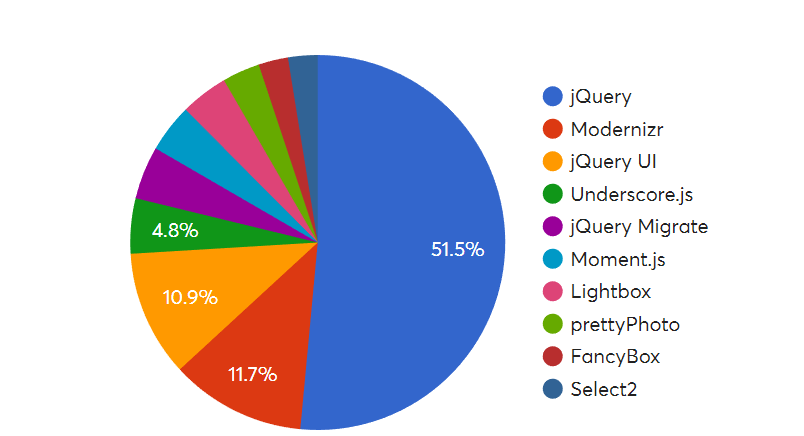 51.5%
11.7%
10.9%
4.8%
jQuery
Modernizr
jQuery UI
Underscore.js
jQuery Migrate
Moment.js
Lightbox
prettyPhoto
FancyBox
Select2